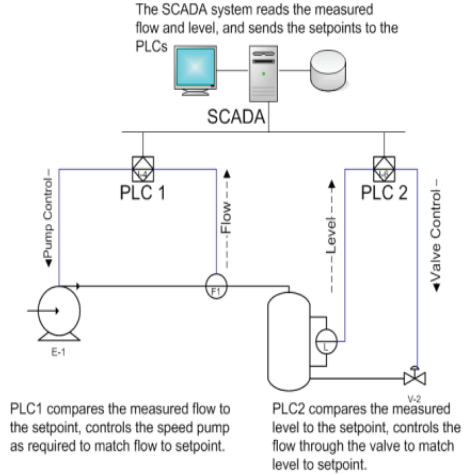 The SCADA system reads the measured
flow and level, and sends the setpoints to the
PLCs
SCADA
I-4
PLC 1
I-6
PLC 2
Pump Control
Flow
Level
Valve Control
F1
L
E-1
V-2
PLC1 compares the measured flow to
the setpoint, controls the speed pump
as required to match flow to setpoint.
PLC2 compares the measured
level to the setpoint, controls the
flow through the valve to match
level to setpoint.